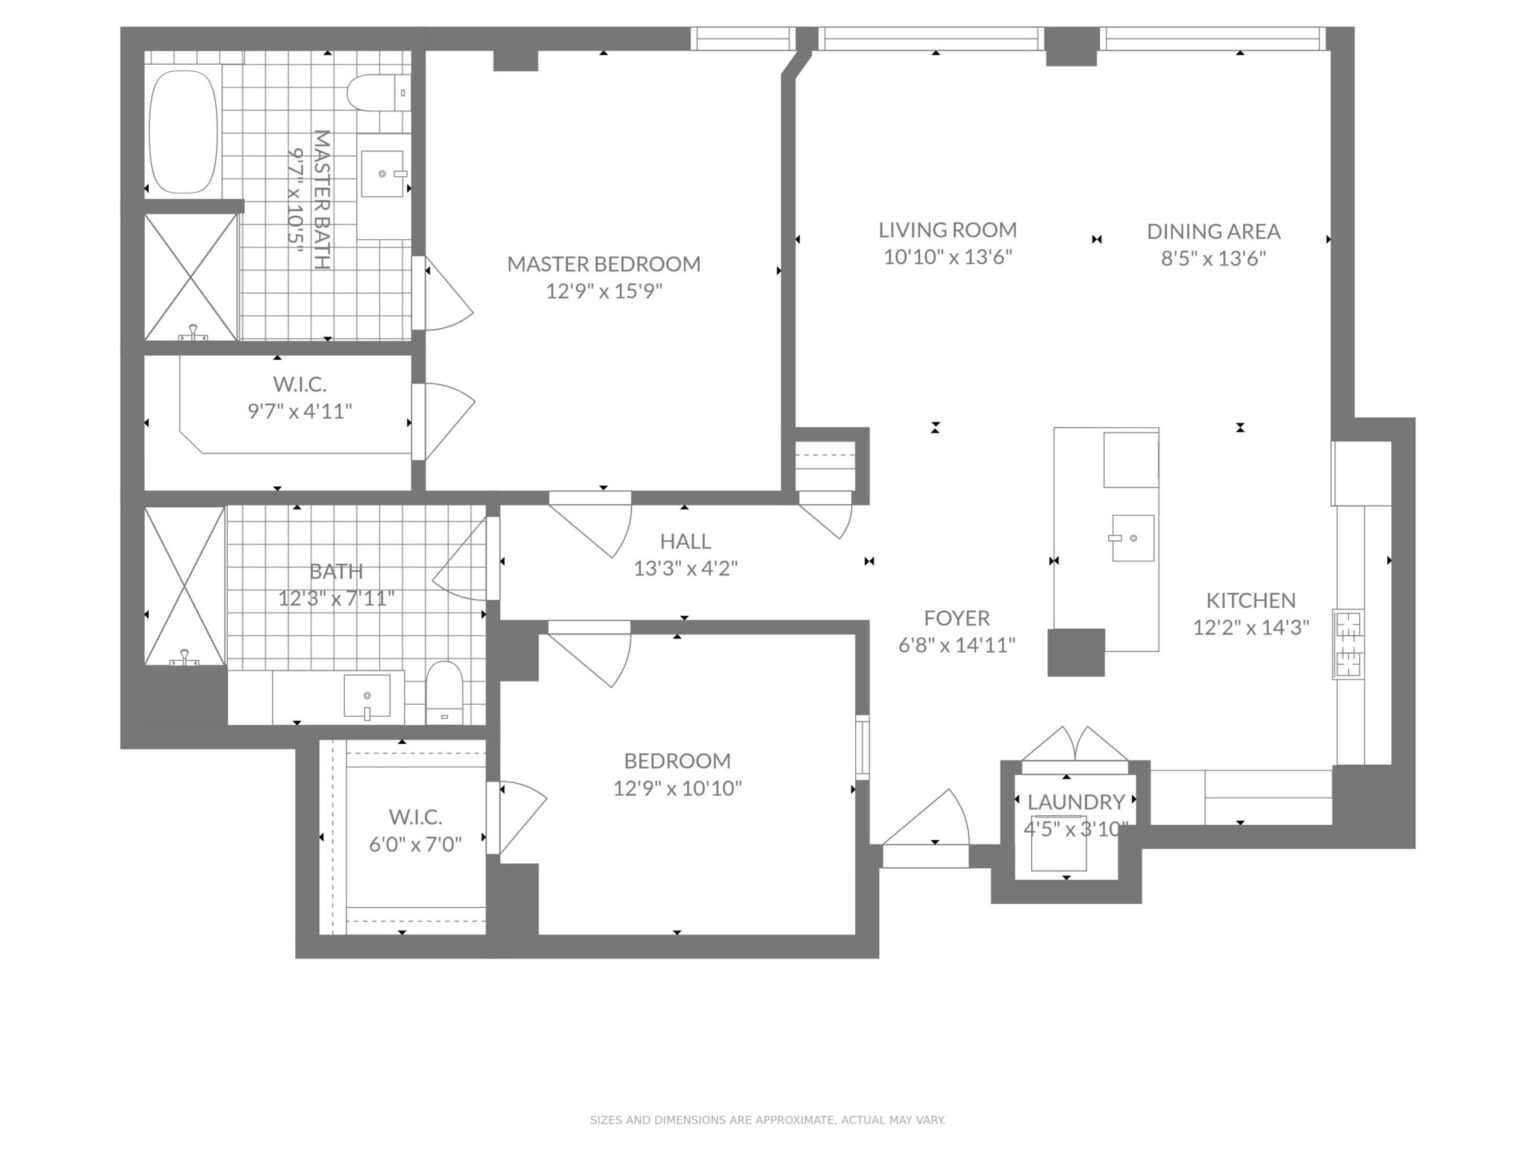 MASTER BATH
9'7" x 10'5"
MASTER BEDROOM
12'9" x 15'9"
LIVING ROOM
10'10" x 13'6"
DINING AREA
8'5" x 13'6"
W.I.C.
9'7" x 4'11"
HALL
13'3" x 4'2"
BATH
12'3" x 7'11"
FOYER
6'8" x 14'11"
KITCHEN
12'2" x 14'3"
BEDROOM
12'9" x 10'10"
W.I.C.
6'0" x 7'0"
LAUNDRY
4'5" x 3'10"
SIZES AND DIMENSIONS ARE APPROXIMATE, ACTUAL MAY VARY.